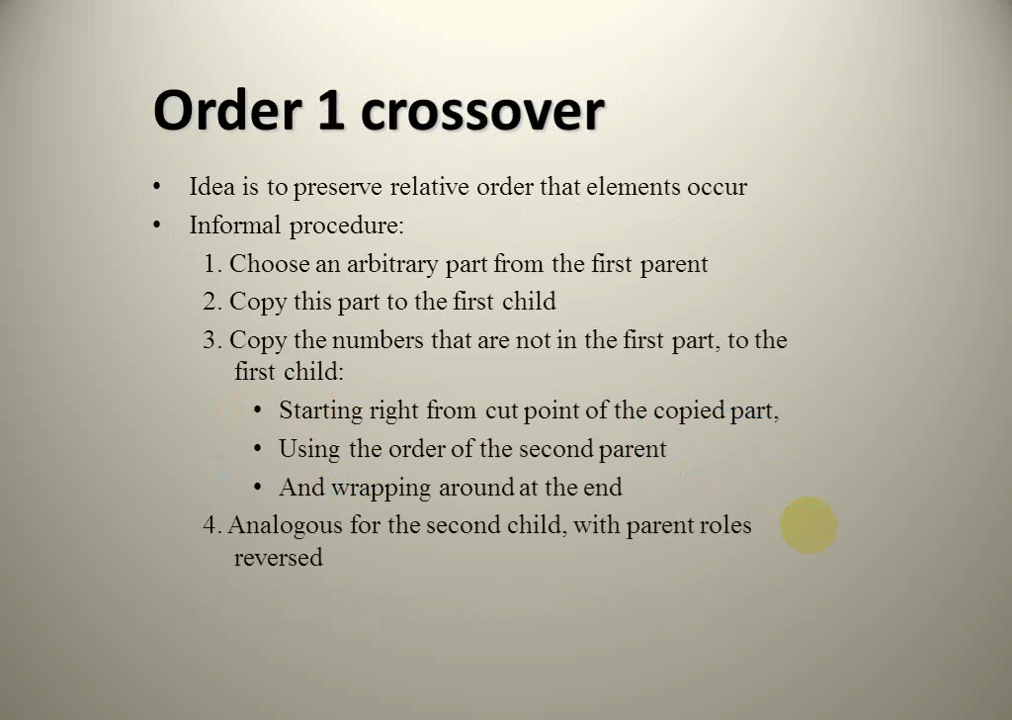 Order 1 crossover
• Idea is to preserve relative order that elements occur
• Informal procedure:
1. Choose an arbitrary part from the first parent
2. Copy this part to the first child
3. Copy the numbers that are not in the first part, to the
first child:
• Starting right from cut point of the copied part,
• Using the order of the second parent
• And wrapping around at the end
4. Analogous for the second child, with parent roles
reversed